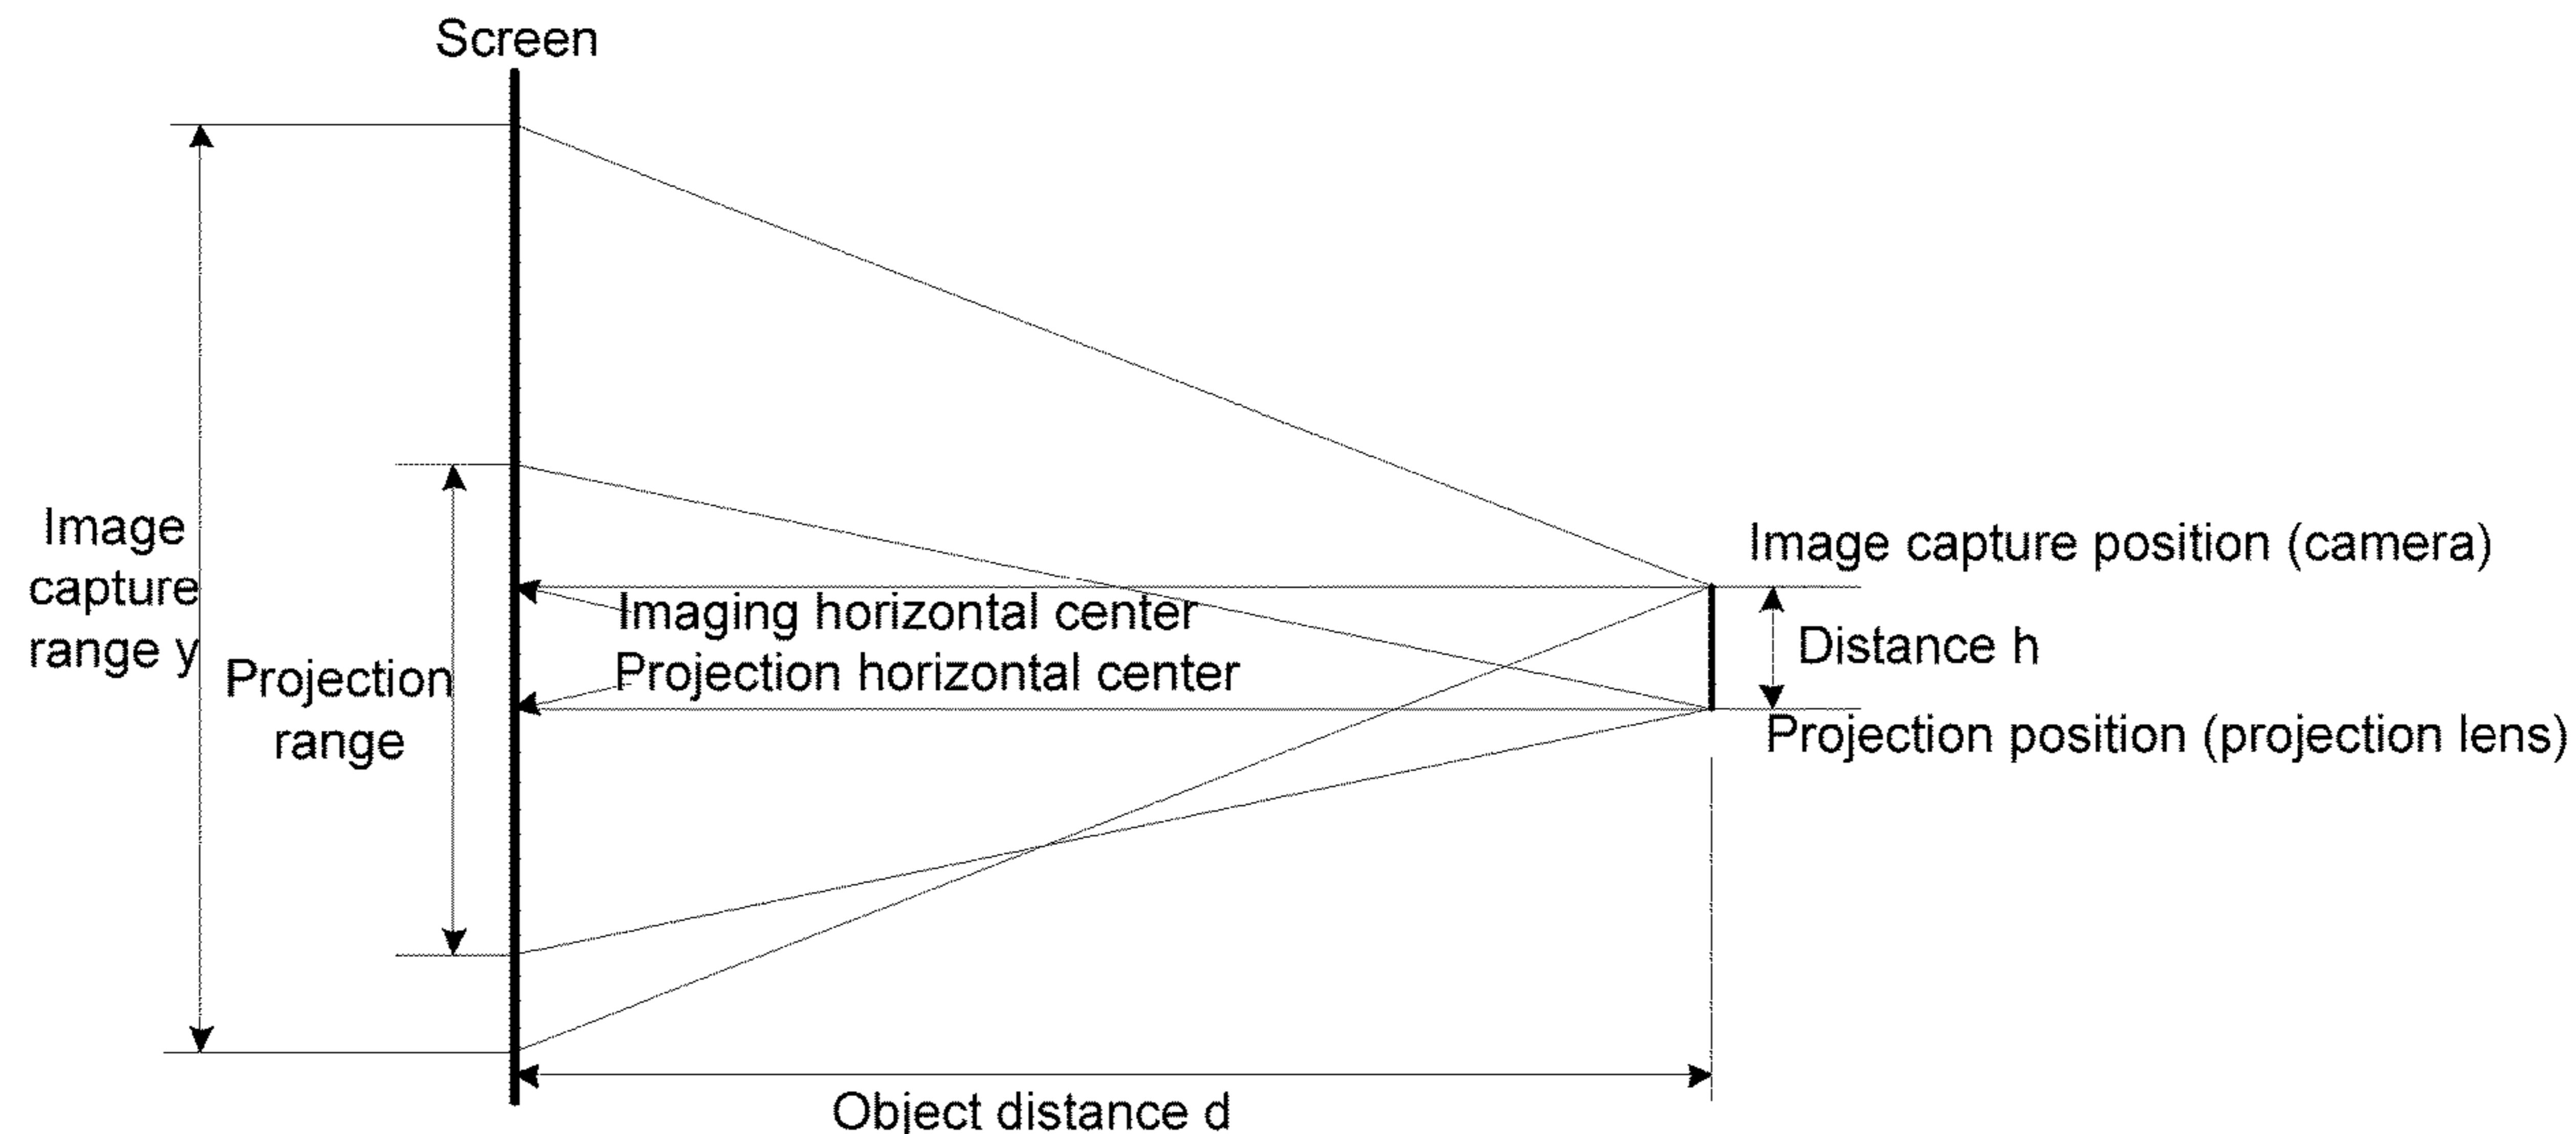 Screen
Image
capture
range y
Projection
range
Imaging horizontal center
Projection horizontal center
Image capture position (camera)
Distance h
Projection position (projection lens)
Object distance d